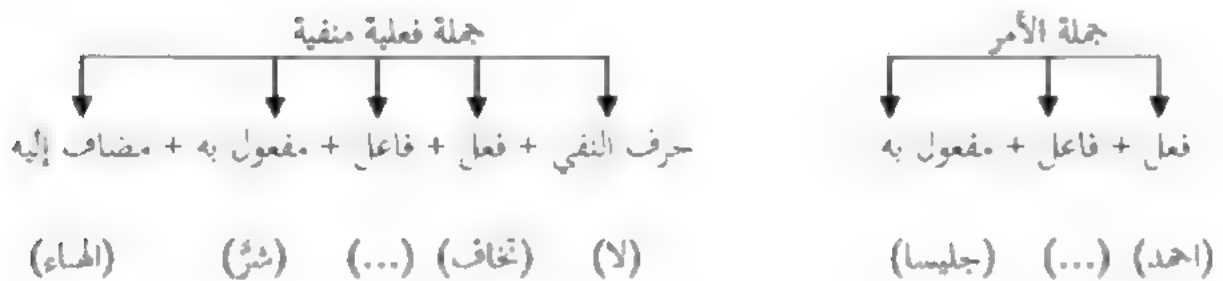 جملة الأمر جملة فعلية منفية
فعل + فاعل + مفعول به حرف النفي + فعل + فاعل + مفعول به + مضاف إليه
(احمد) (...) (جليسا) (لا) (تخاف) (...) (شرّ) (الهاء)